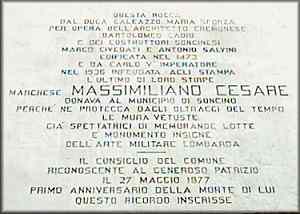 QUESTA ROCCA
DAL DUCA GALEAZZO MARIA SFORZA
PER OPERA DELL'ARCHITETTO CREMONESE
BARTOLOMEO GADIO
E DEI COSTRUTTORI SONCINESI
MARCO CIVEDATI E ANTONIO SALVINI
EDIFICATA NEL 1473
E DA CARLO V IMPERATORE
NEL 1536 INFEUDATA AGLI STAMPA
L'ULTIMO DI LORO STIRPE
MARCHESE MASSIMILIANO CESARE
DONAVA AL MUNICIPIO DI SONCINO
PERCHÈ NE PROTEGGA DAGLI OLTRACCI DEL TEMPO
LE MURA VETUSTE
GIÀ SPETTATRICI DI MEMORANDE LOTTE
E MONUMENTO INSIGNE
DELL'ARTE MILITARE LOMBARDA
IL CONSIGLIO DEL COMUNE
RICONOSCENTE AL GENEROSO PATRIZIO
IL 27 MAGGIO 1877
PRIMO ANNIVERSARIO DELLA MORTE DI LUI
QUESTO RICORDO INSCRISSE